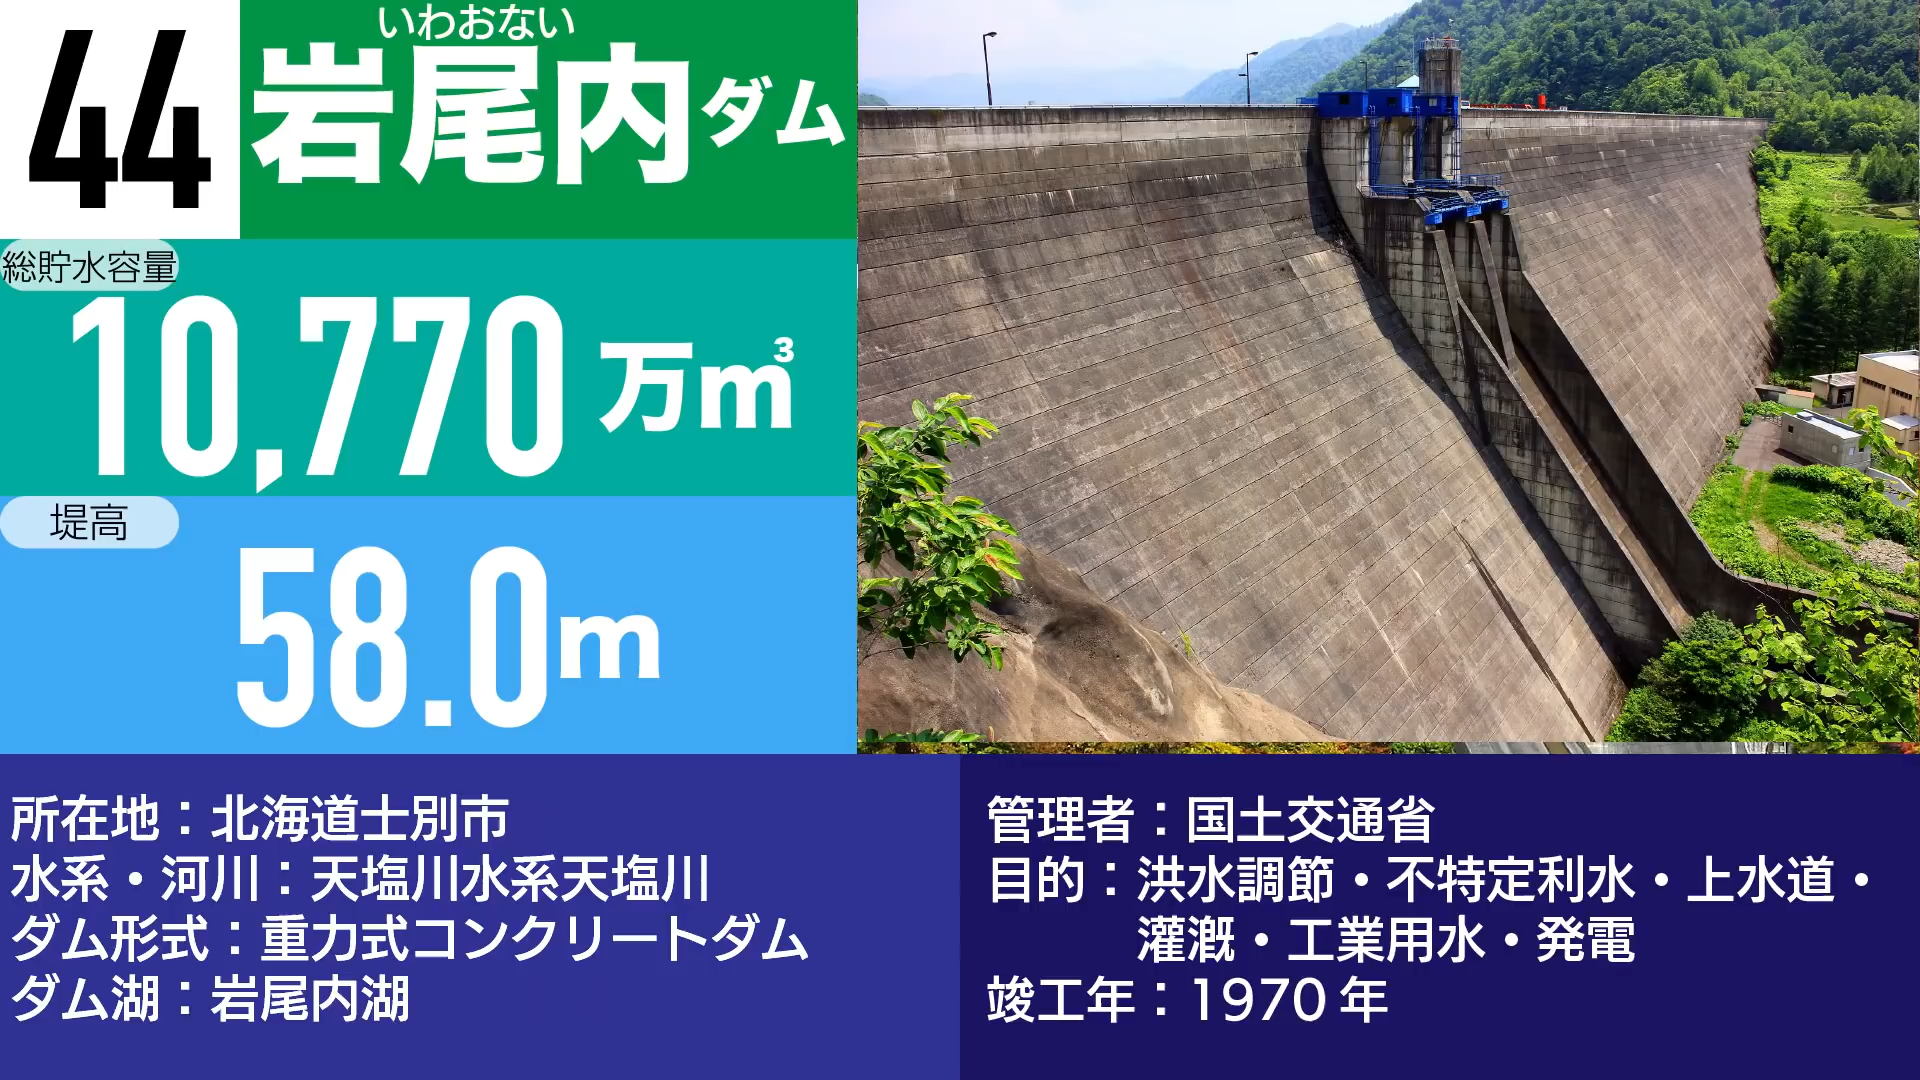 44
いわおない
岩尾内ダム
総貯水容量
10,770万m³
堤高
58.0m
所在地：北海道士別市
水系・河川：天塩川水系天塩川
ダム形式：重力式コンクリートダム
ダム湖：岩尾内湖
管理者：国土交通省
目的：洪水調節・不特定利水・上水道・
灌漑・工業用水・発電
竣工年：1970年